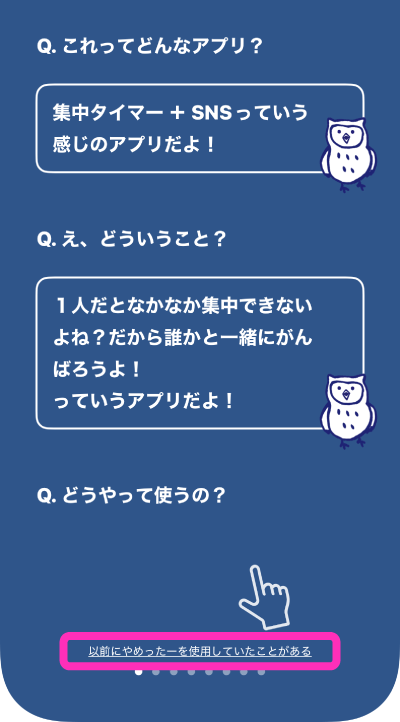 Q. これってどんなアプリ？
集中タイマー ＋ SNSっていう
感じのアプリだよ！
Q. え、どういうこと？
１人だとなかなか集中できない
よね？だから誰かと一緒にがん
ばろうよ！
っていうアプリだよ！
Q. どうやって使うの？
以前にやめったーを使用していたことがある